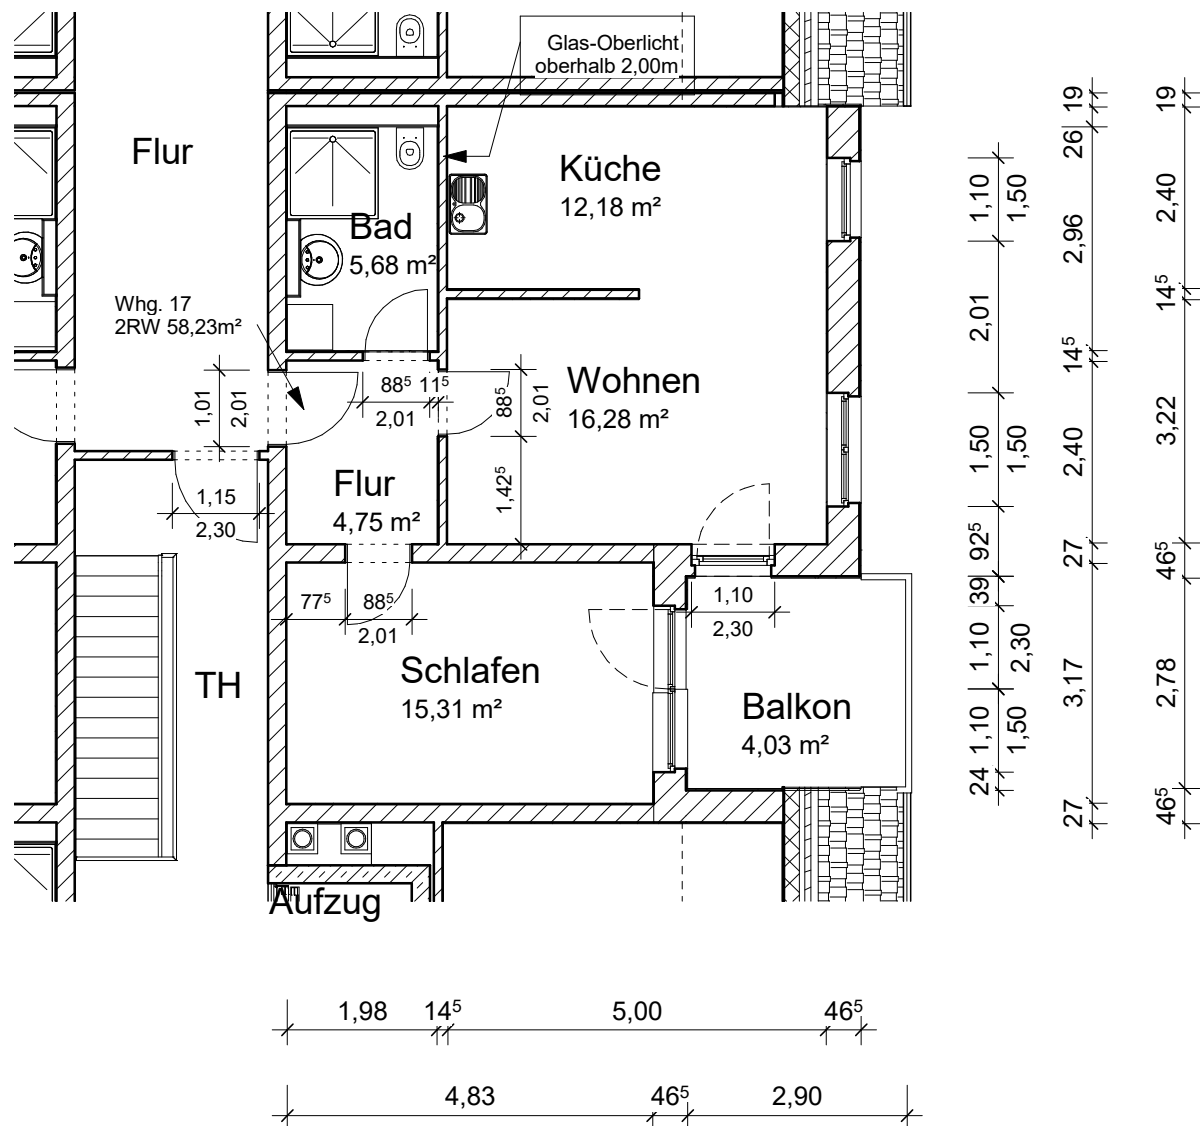 Glas-Oberlicht
oberhalb 2,00m
Flur
Küche
12,18 m²
Bad
5,68 m²
Whg. 17
2RW 58,23m²
Wohnen
16,28 m²
88⁵
2,01
11⁵
88⁵
2,01
1,01
2,01
1,42⁵
Flur
4,75 m²
1,15
2,30
77⁵
88⁵
2,01
1,10
2,30
TH
Schlafen
15,31 m²
Balkon
4,03 m²
Aufzug
1,10
1,50
2,01
1,50
1,50
92⁵
39
1,10
2,30
1,10
1,50
24
19
26
2,96
14⁵
2,40
27
3,17
27
19
2,40
14⁵
3,22
46⁵
2,78
46⁵
1,98 14⁵ 5,00 46⁵
4,83 46⁵ 2,90